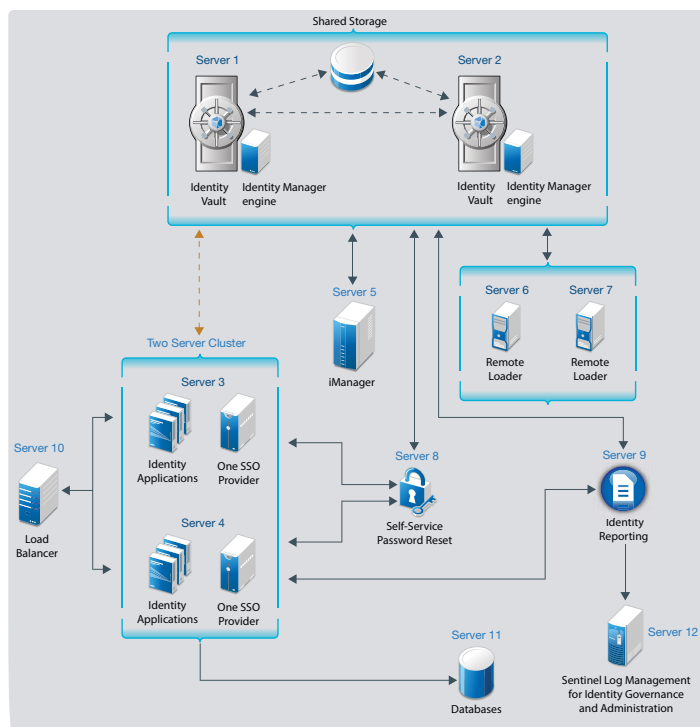 Shared Storage
Server 1
Server 2
Identity
Vault
Identity Manager
engine
Identity
Vault
Identity Manager
engine
Server 5
iManager
Server 6
Server 7
Remote
Loader
Remote
Loader
Two Server Cluster
Server 3
Identity
Applications
One SSO
Provider
Server 10
Load
Balancer
Server 4
Identity
Applications
One SSO
Provider
Server 8
Self-Service
Password Reset
Server 9
Identity
Reporting
Server 11
Databases
Server 12
Sentinel Log Management
for Identity Governance
and Administration